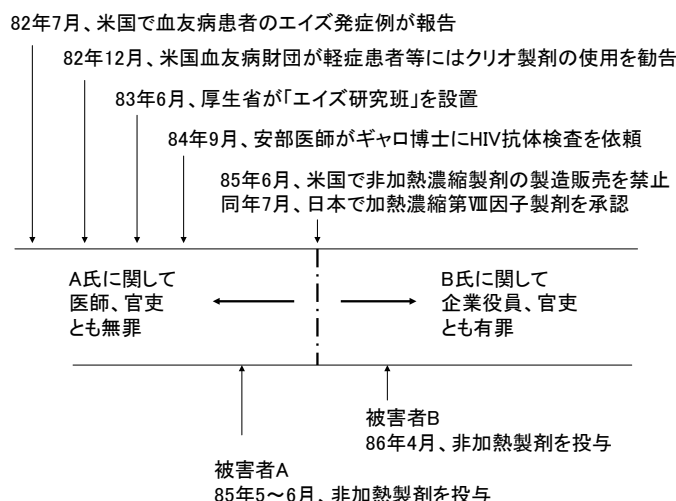 82年7月、米国で血友病患者のエイズ発症例が報告
82年12月、米国血友病財団が軽症患者等にはクリオ製剤の使用を勧告
83年6月、厚生省が「エイズ研究班」を設置
84年9月、安部医師がギャロ博士にHIV抗体検査を依頼
85年6月、米国で非加熱濃縮製剤の製造販売を禁止
同年7月、日本で加熱濃縮第Ⅷ因子製剤を承認
A氏に関して
医師、官吏
とも無罪
B氏に関して
企業役員、官吏
とも有罪
被害者B
86年4月、非加熱製剤を投与
被害者A
85年5～6月、非加熱製剤を投与